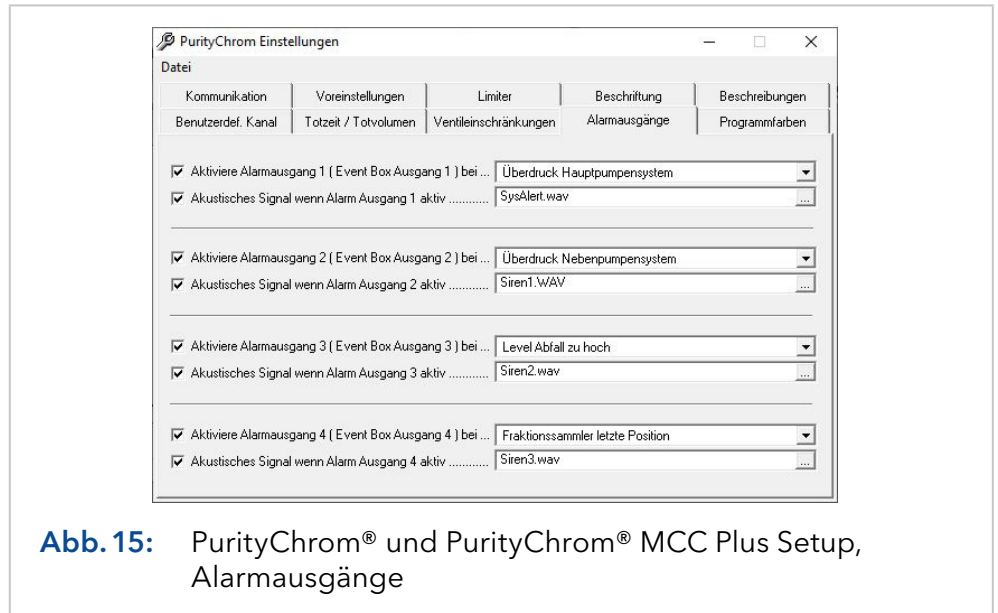 PurityChrom Einstellungen
Datei
Kommunikation Voreinstellungen Limiter Beschriftung Beschreibungen
Benutzerdef. Kanal Totzeit / Totvolumen Ventileinschränkungen Alarmausgänge Programmfarben
Aktiviere Alarmausgang 1 ( Event Box Ausgang 1 ) bei ... Überdruck Hauptpumpensystem
Akustisches Signal wenn Alarm Ausgang 1 aktiv ............ SysAlert.wav ...
Aktiviere Alarmausgang 2 ( Event Box Ausgang 2 ) bei ... Überdruck Nebenpumpensystem
Akustisches Signal wenn Alarm Ausgang 2 aktiv ............ Siren1.WAV ...
Aktiviere Alarmausgang 3 ( Event Box Ausgang 3 ) bei ... Level Abfall zu hoch
Akustisches Signal wenn Alarm Ausgang 3 aktiv ............ Siren2.wav ...
Aktiviere Alarmausgang 4 ( Event Box Ausgang 4 ) bei ... Fraktionssammler letzte Position
Akustisches Signal wenn Alarm Ausgang 4 aktiv ............ Siren3.wav ...
Abb. 15: PurityChrom® und PurityChrom® MCC Plus Setup,
Alarmausgänge